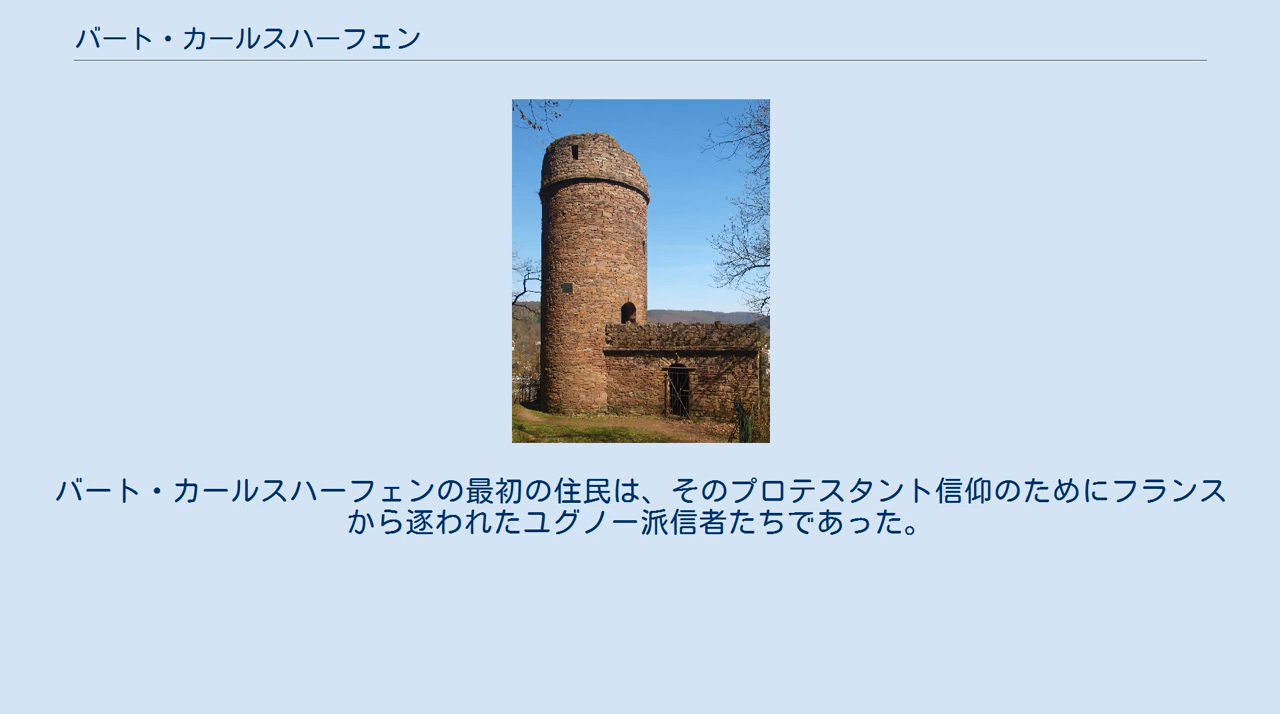 バート・カールスハーフェン
バート・カールスハーフェンの最初の住民は、そのプロテスタント信仰のためにフランス
から逐われたユグノー派信者たちであった。